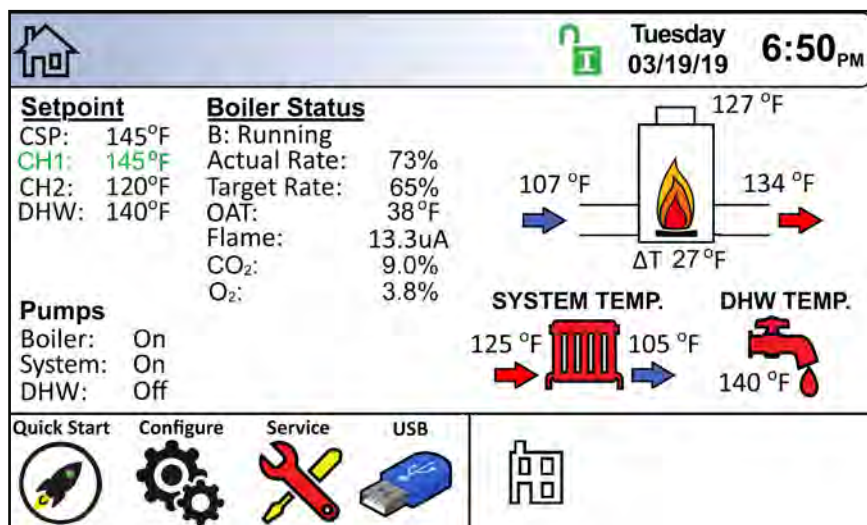 Tuesday
03/19/19
6:50PM
Setpoint
CSP: 145°F
CH1: 145°F
CH2: 120°F
DHW: 140°F
Boiler Status
B: Running
Actual Rate: 73%
Target Rate: 65%
OAT: 38°F
Flame: 13.3uA
CO₂: 9.0%
O₂: 3.8%
127 °F
107 °F
134 °F
ΔT 27°F
Pumps
Boiler: On
System: On
DHW: Off
SYSTEM TEMP.
125 °F
105 °F
DHW TEMP.
140 °F
Quick Start
Configure
Service
USB